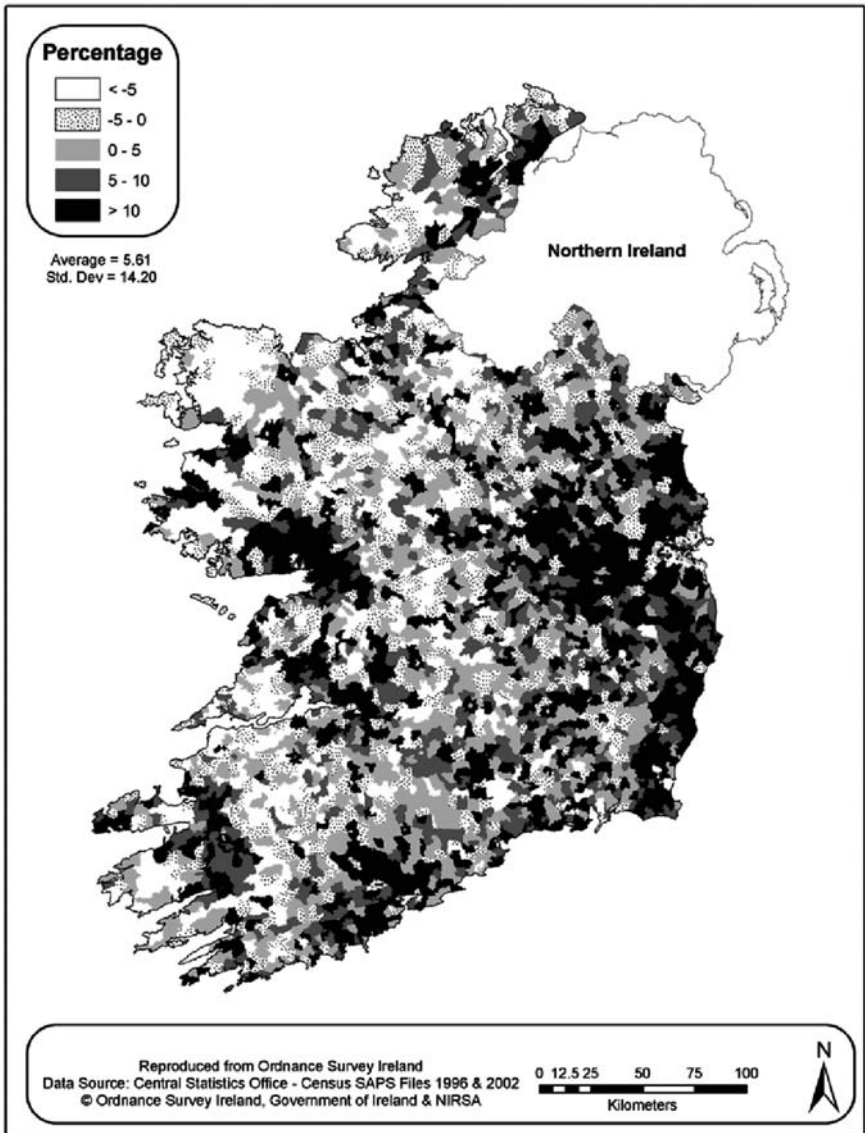 Percentage
< -5
-5 - 0
0 - 5
5 - 10
> 10
Average = 5.61
Std. Dev = 14.20
Northern Ireland
Reproduced from Ordnance Survey Ireland
Data Source: Central Statistics Office - Census SAPS Files 1996 & 2002
© Ordnance Survey Ireland, Government of Ireland & NIRSA
0 12.5 25 50 75 100
Kilometers
N